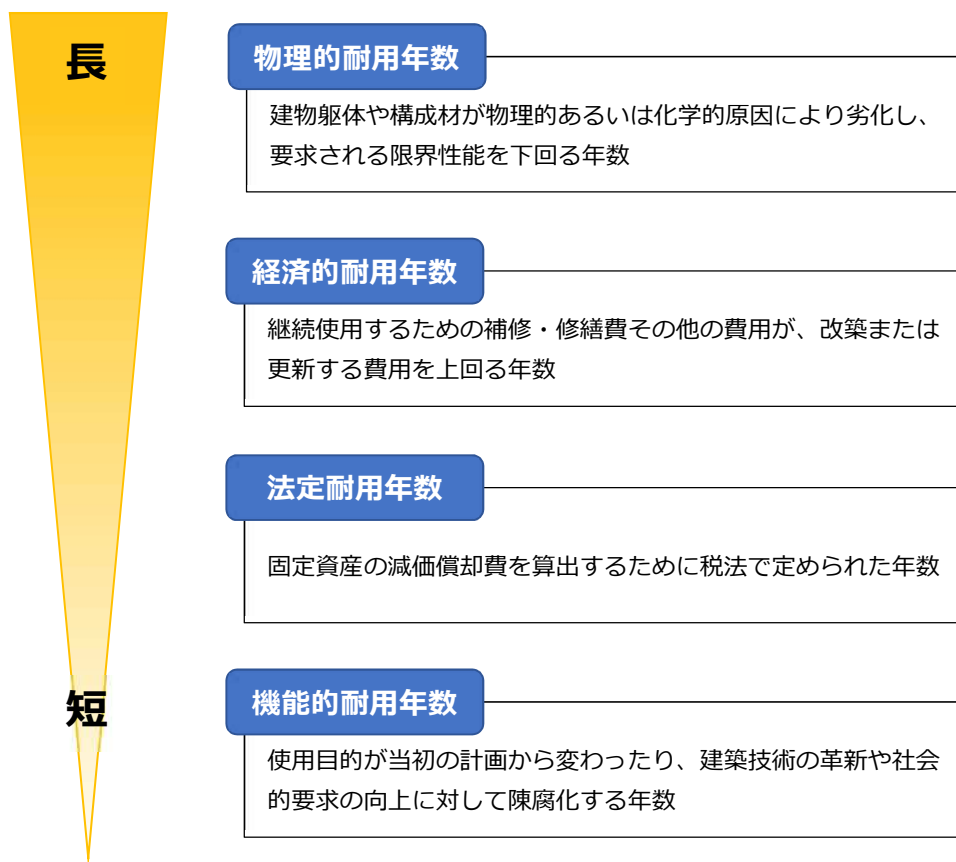 長
物理的耐用年数
建物躯体や構成材が物理的あるいは化学的原因により劣化し、
要求される限界性能を下回る年数
経済的耐用年数
継続使用するための補修・修繕費その他の費用が、改築または
更新する費用を上回る年数
法定耐用年数
固定資産の減価償却費を算出するために税法で定められた年数
短
機能的耐用年数
使用目的が当初の計画から変わったり、建築技術の革新や社会
的要求の向上に対して陳腐化する年数